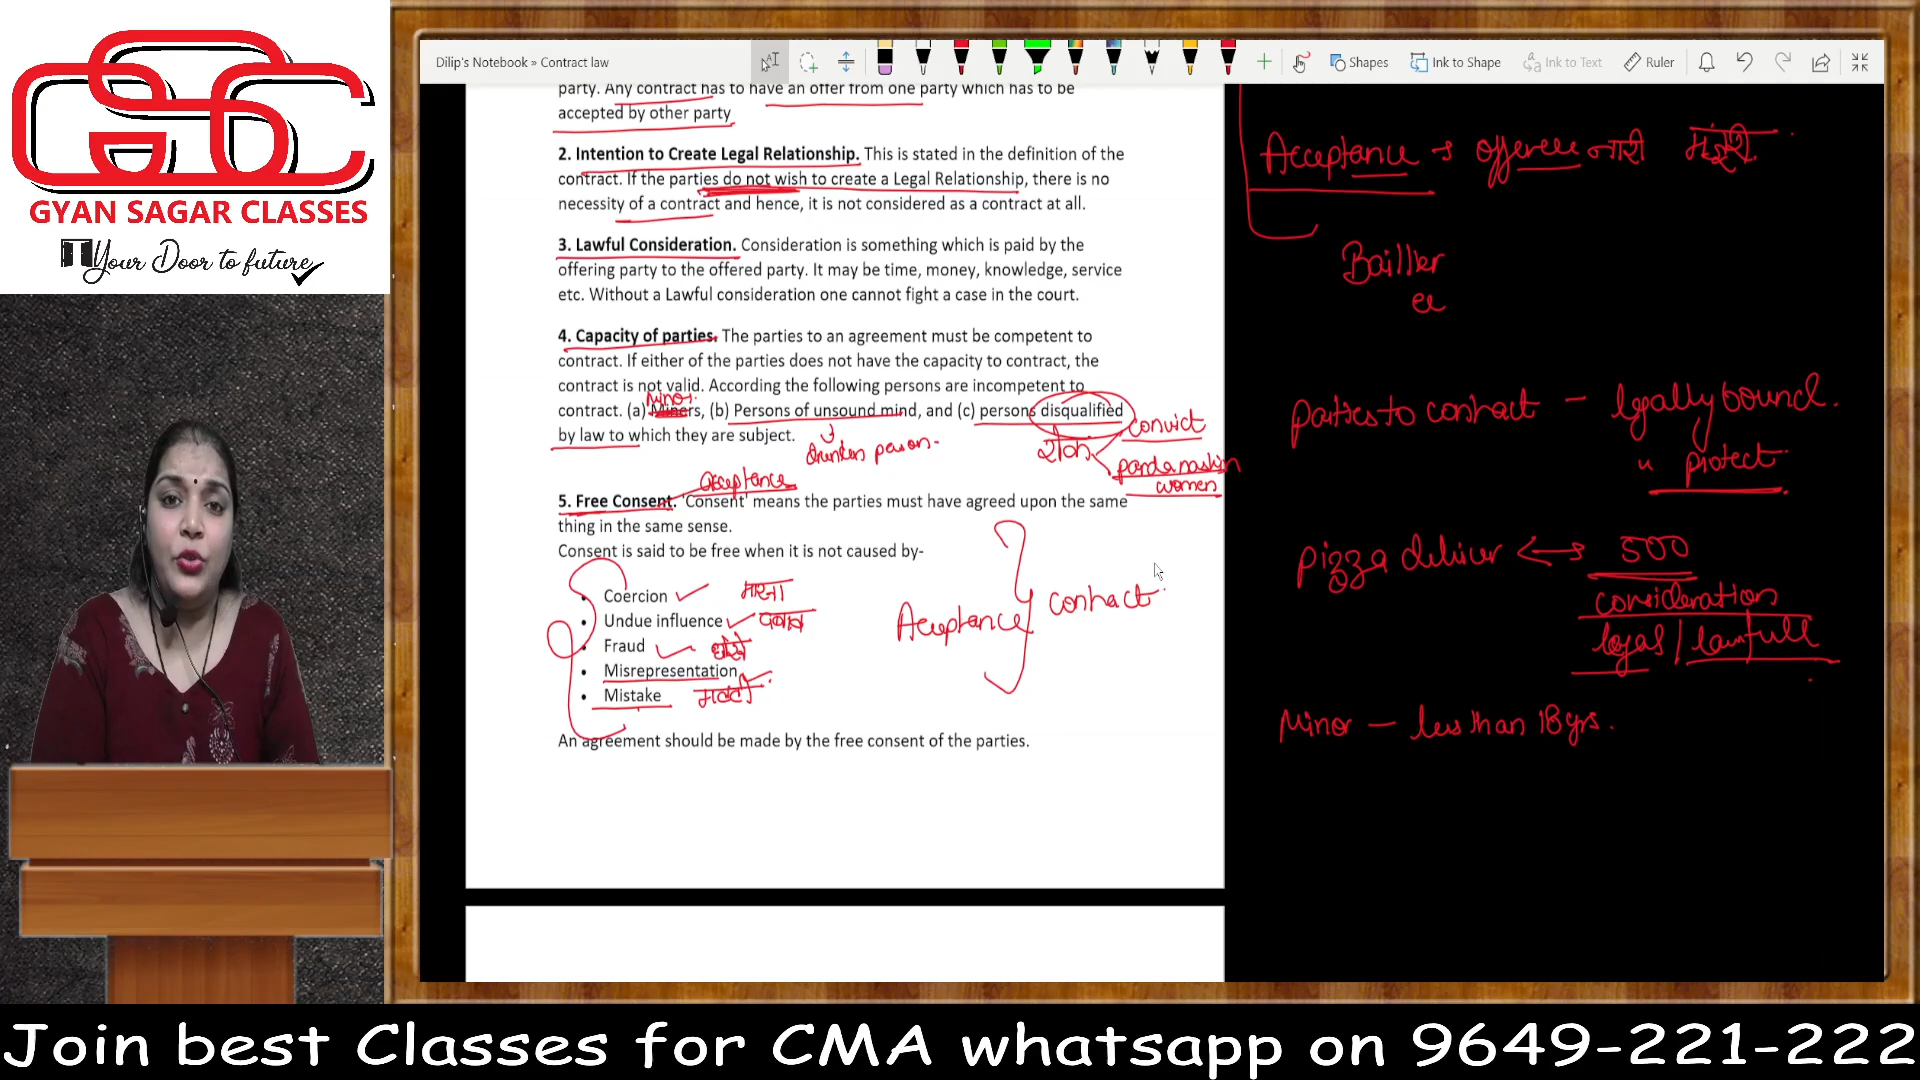 GSC
GYAN SAGAR CLASSES
Your Door to future
Dilip's Notebook » Contract law
Shapes
Ink to Shape
Ink to Text
Ruler
party. Any contract has to have an offer from one party which has to be
accepted by other party
2. Intention to Create Legal Relationship. This is stated in the definition of the
contract. If the parties do not wish to create a Legal Relationship, there is no
necessity of a contract and hence, it is not considered as a contract at all.
3. Lawful Consideration. Consideration is something which is paid by the
offering party to the offered party. It may be time, money, knowledge, service
etc. Without a Lawful consideration one cannot fight a case in the court.
4. Capacity of parties. The parties to an agreement must be competent to
contract. If either of the parties does not have the capacity to contract, the
contract is not valid. According the following persons are incompetent to
Minor
contract. (a) Miners, (b) Persons of unsound mind, and (c) persons disqualified
by law to which they are subject.
drunken person
convict
रोक
parda nashin
women
acceptance
5. Free Consent. 'Consent' means the parties must have agreed upon the same
thing in the same sense.
Consent is said to be free when it is not caused by-
• Coercion
• Undue influence दबाव
• Fraud
• Misrepresentation
• Mistake गलती
Acceptance
contract
An agreement should be made by the free consent of the parties.
Acceptance → offeree मंजूरी
Bailler
ee
Parties to contract – legally bound.
" protect
pizza deliver ↔ 500
consideration
legal / lawfull
Minor – less than 18 yrs.
Join best Classes for CMA whatsapp on 9649-221-222